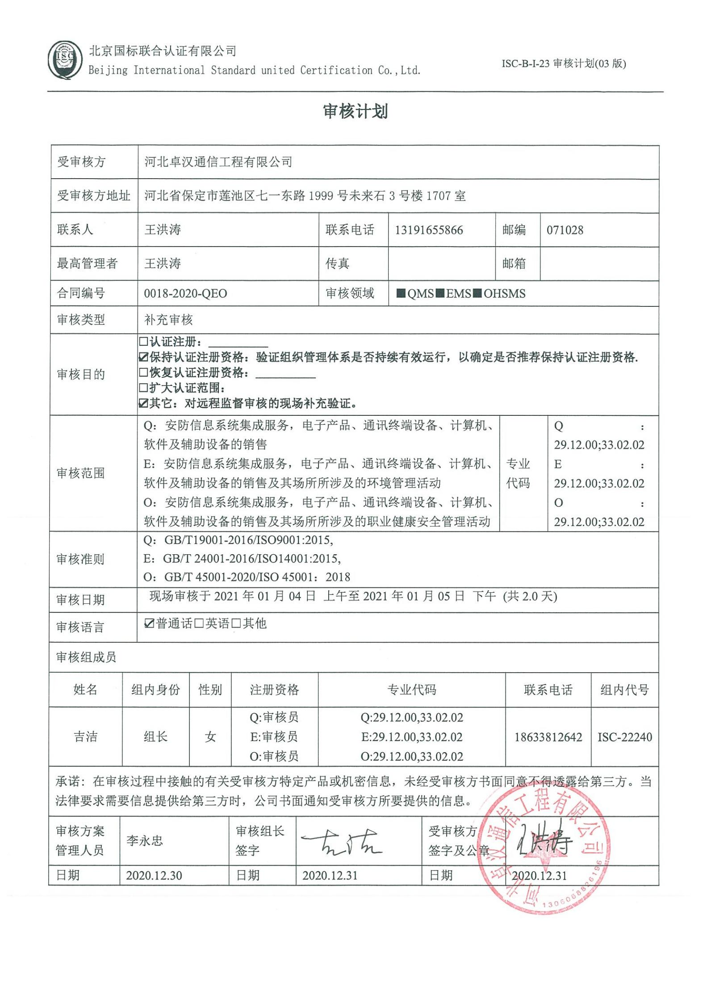 ISC
北京国标联合认证有限公司
Beijing International Standard united Certification Co.,Ltd.
ISC-B-I-23 审核计划(03 版)
审核计划
受审核方 河北卓汉通信工程有限公司
受审核方地址 河北省保定市莲池区七一东路 1999 号未来石 3 号楼 1707 室
联系人 王洪涛 联系电话 13191655866 邮编 071028
最高管理者 王洪涛 传真 邮箱
合同编号 0018-2020-QEO 审核领域 ■QMS■EMS■OHSMS
审核类型 补充审核
审核目的
□认证注册：
☑保持认证注册资格：验证组织管理体系是否持续有效运行，以确定是否推荐保持认证注册资格.
□恢复认证注册资格：
□扩大认证范围：
☑其它：对远程监督审核的现场补充验证。
审核范围
Q：安防信息系统集成服务，电子产品、通讯终端设备、计算机、
软件及辅助设备的销售
E：安防信息系统集成服务，电子产品、通讯终端设备、计算机、
软件及辅助设备的销售及其场所所涉及的环境管理活动
O：安防信息系统集成服务，电子产品、通讯终端设备、计算机、
软件及辅助设备的销售及其场所所涉及的职业健康安全管理活动
专业
代码
Q ：
29.12.00;33.02.02
E ：
29.12.00;33.02.02
O ：
29.12.00;33.02.02
审核准则
Q：GB/T19001-2016/ISO9001:2015,
E：GB/T 24001-2016/ISO14001:2015,
O：GB/T 45001-2020/ISO 45001：2018
审核日期 现场审核于 2021 年 01 月 04 日 上午至 2021 年 01 月 05 日 下午 (共 2.0 天)
审核语言 ☑普通话□英语□其他
审核组成员
姓名 组内身份 性别 注册资格 专业代码 联系电话 组内代号
吉洁 组长 女
Q:审核员
E:审核员
O:审核员
Q:29.12.00,33.02.02
E:29.12.00,33.02.02
O:29.12.00,33.02.02
18633812642 ISC-22240
承诺：在审核过程中接触的有关受审核方特定产品或机密信息，未经受审核方书面同意不得透露给第三方。当
法律要求需要信息提供给第三方时，公司书面通知受审核方所要提供的信息。
审核方案
管理人员
李永忠
审核组长
签字
吉洁
受审核方
签字及公章
王洪涛
日期 2020.12.30 日期 2020.12.31 日期 2020.12.31
河北卓汉通信工程有限公司
1306068826196